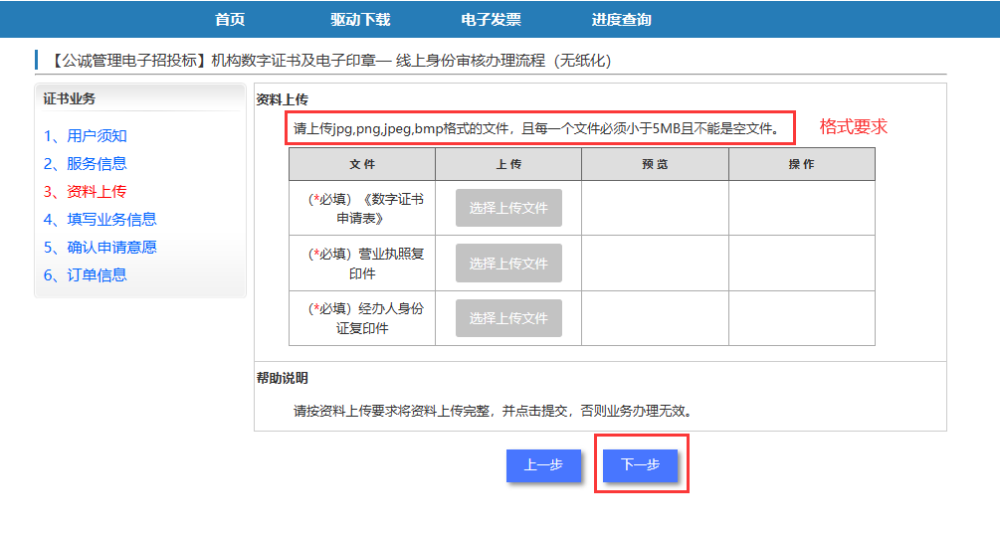 首页 驱动下载 电子发票 进度查询
【公诚管理电子招投标】机构数字证书及电子印章— 线上身份审核办理流程（无纸化）
证书业务
1、用户须知
2、服务信息
3、资料上传
4、填写业务信息
5、确认申请意愿
6、订单信息
资料上传
请上传jpg,png,jpeg,bmp格式的文件，且每一个文件必须小于5MB且不能是空文件。
格式要求
文 件 上 传 预 览 操 作
（*必填）《数字证书
申请表》
选择上传文件
（*必填）营业执照复
印件
选择上传文件
（*必填）经办人身份
证复印件
选择上传文件
帮助说明
请按资料上传要求将资料上传完整，并点击提交，否则业务办理无效。
上一步 下一步